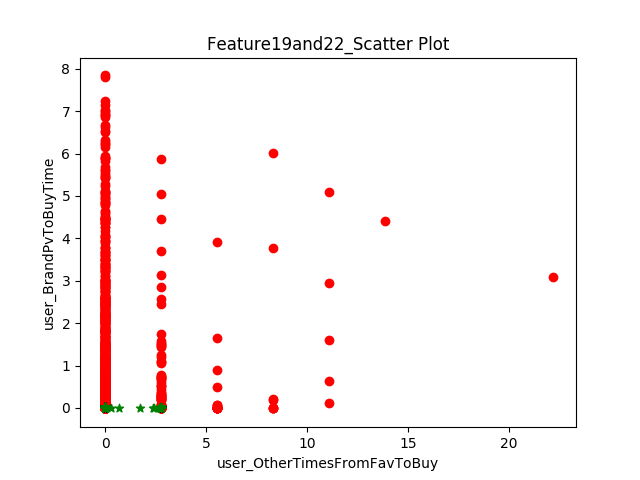 Feature19and22_Scatter Plot
8
7
6
5
4
3
2
1
0
user_BrandPvToBuyTime
0 5 10 15 20
user_OtherTimesFromFavToBuy